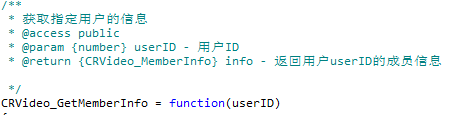 /**
* 获取指定用户的信息
* @access public
* @param {number} userID - 用户ID
* @return {CRVideo_MemberInfo} info - 返回用户userID的成员信息
*/
CRVideo_GetMemberInfo = function(userID)